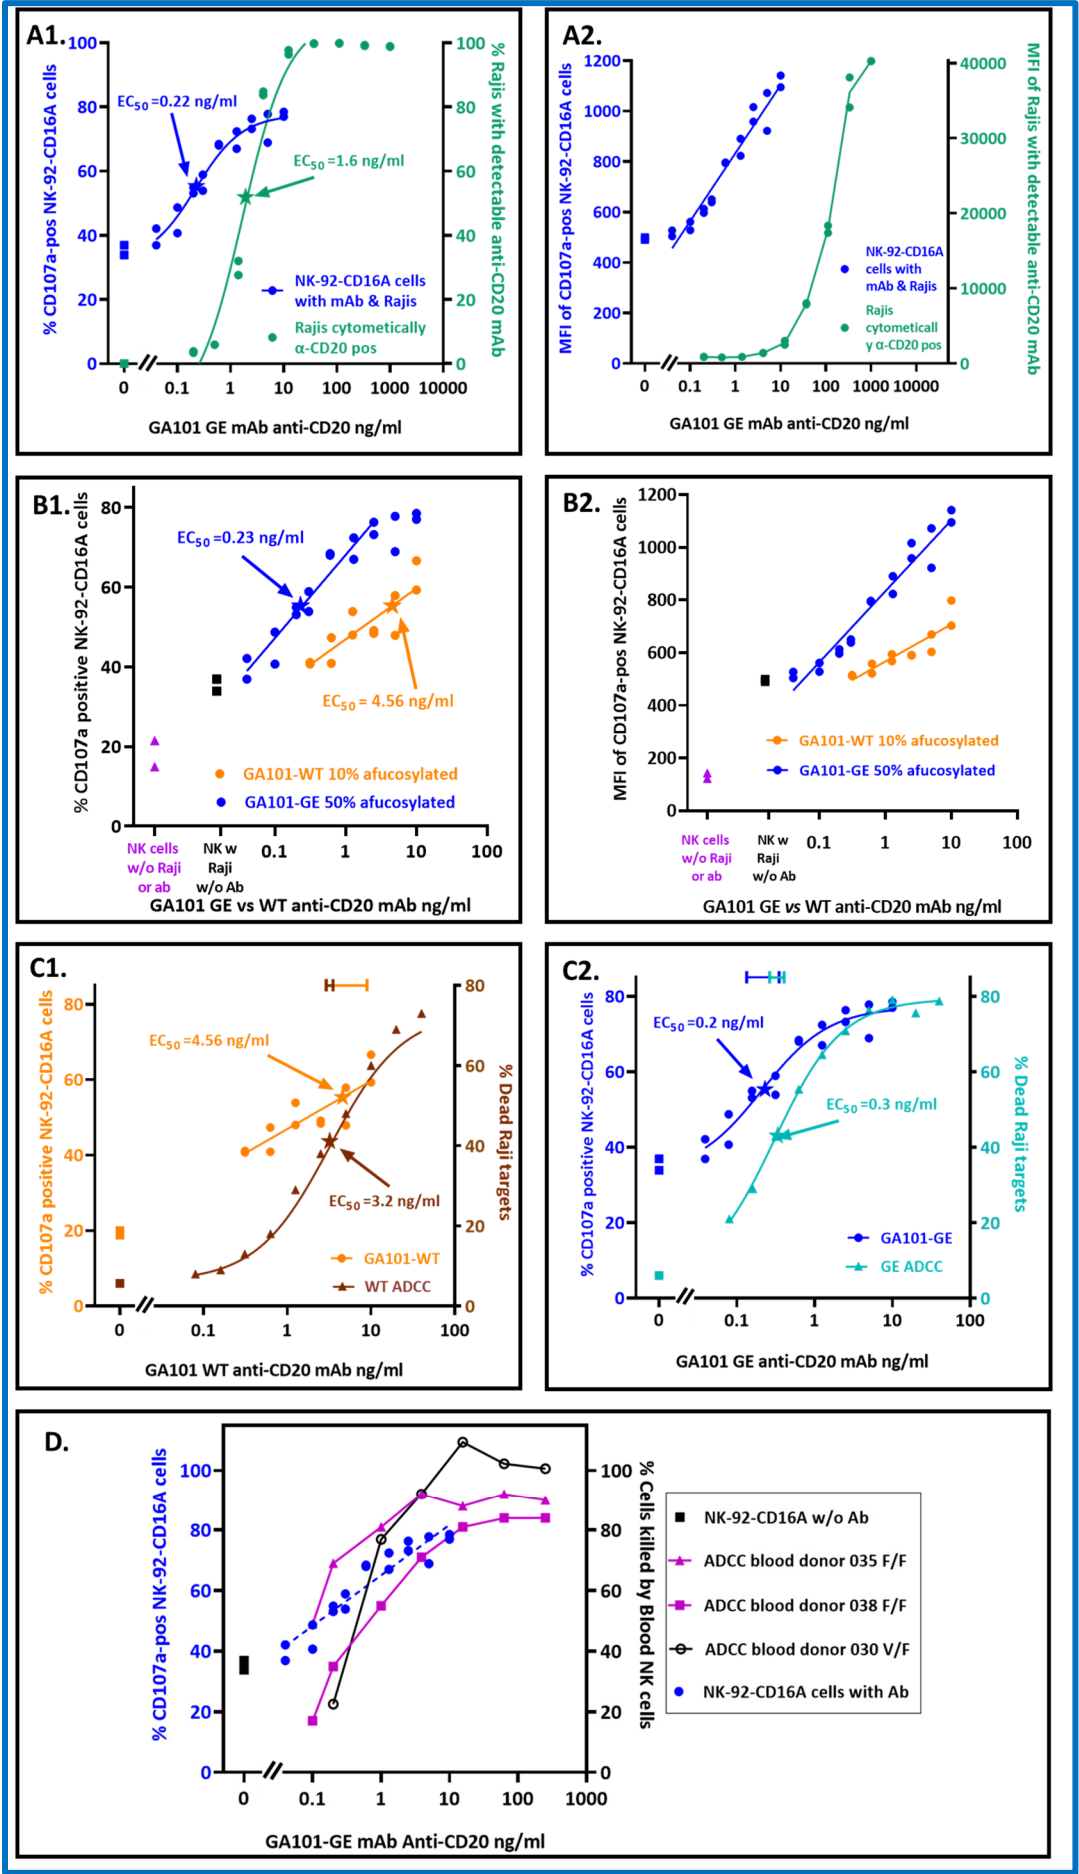 A1.
% CD107a-pos NK-92-CD16A cells
100
80
60
40
20
0
EC50 =0.22 ng/ml
EC50 =1.6 ng/ml
NK-92-CD16A cells
with mAb & Rajis
Rajis cytometically
α-CD20 pos
100
80
60
40
20
0
% Rajis with detectable anti-CD20 mAb
0 0.1 1 10 100 1000 10000
GA101 GE mAb anti-CD20 ng/ml
A2.
MFI of CD107a-pos NK-92-CD16A cells
1200
1000
800
600
400
200
0
NK-92-CD16A
cells with
mAb & Rajis
Rajis
cytometicall
y α-CD20 pos
40000
30000
20000
10000
0
MFI of Rajis with detectable anti-CD20 mAb
0 0.1 1 10 100 1000 10000
GA101 GE mAb anti-CD20 ng/ml
B1.
% CD107a positive NK-92-CD16A cells
80
60
40
20
0
EC50 =0.23 ng/ml
EC50 = 4.56 ng/ml
GA101-WT 10% afucosylated
GA101-GE 50% afucosylated
NK cells
w/o Raji
or ab
NK w
Raji
w/o Ab
0.1 1 10 100
GA101 GE vs WT anti-CD20 mAb ng/ml
B2.
MFI of CD107a-pos NK-92-CD16A cells
1200
1000
800
600
400
200
0
GA101-WT 10% afucosylated
GA101-GE 50% afucosylated
NK cells
w/o Raji
or ab
NK w
Raji
w/o Ab
0.1 1 10 100
GA101 GE vs WT anti-CD20 mAb ng/ml
C1.
% CD107a positive NK-92-CD16A cells
80
60
40
20
0
EC50 =4.56 ng/ml
EC50 =3.2 ng/ml
GA101-WT
WT ADCC
80
60
40
20
0
% Dead Raji targets
0 0.1 1 10 100
GA101 WT anti-CD20 mAb ng/ml
C2.
% CD107a positive NK-92-CD16A cells
80
60
40
20
0
EC50 =0.2 ng/ml
EC50 =0.3 ng/ml
GA101-GE
GE ADCC
80
60
40
20
0
% Dead Raji targets
0 0.1 1 10 100
GA101 GE anti-CD20 mAb ng/ml
D.
% CD107a-pos NK-92-CD16A cells
100
80
60
40
20
0
100
80
60
40
20
0
% Cells killed by Blood NK cells
0 0.1 1 10 100 1000
GA101-GE mAb Anti-CD20 ng/ml
NK-92-CD16A w/o Ab
ADCC blood donor 035 F/F
ADCC blood donor 038 F/F
ADCC blood donor 030 V/F
NK-92-CD16A cells with Ab